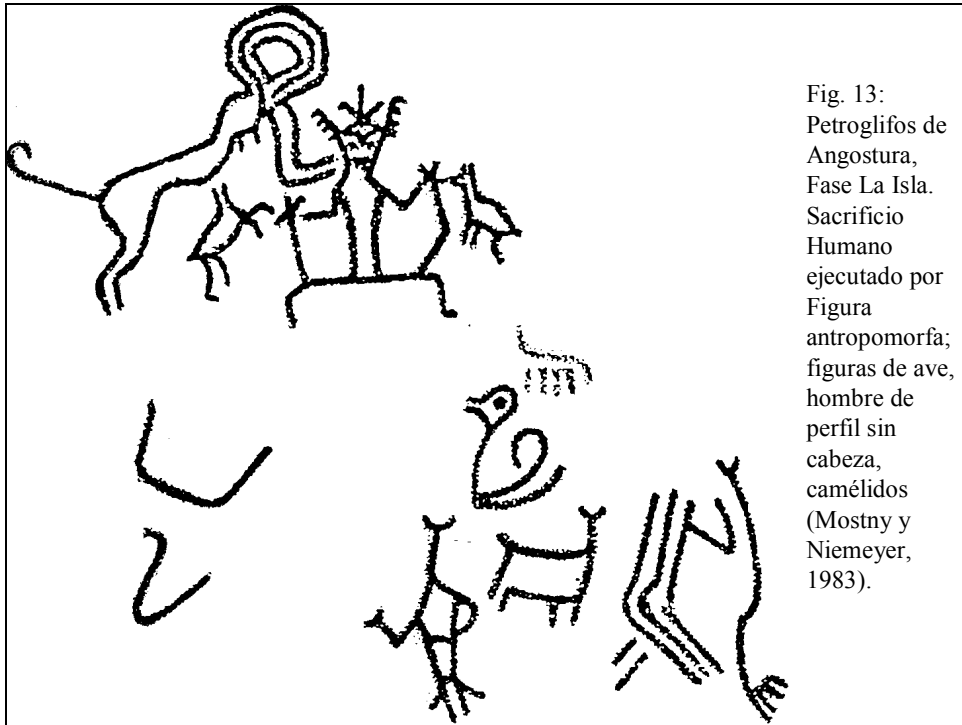 Fig. 13:
Petroglifos de
Angostura,
Fase La Isla.
Sacrificio
Humano
ejecutado por
Figura
antropomorfa;
figuras de ave,
hombre de
perfil sin
cabeza,
camélidos
(Mostny y
Niemeyer,
1983).